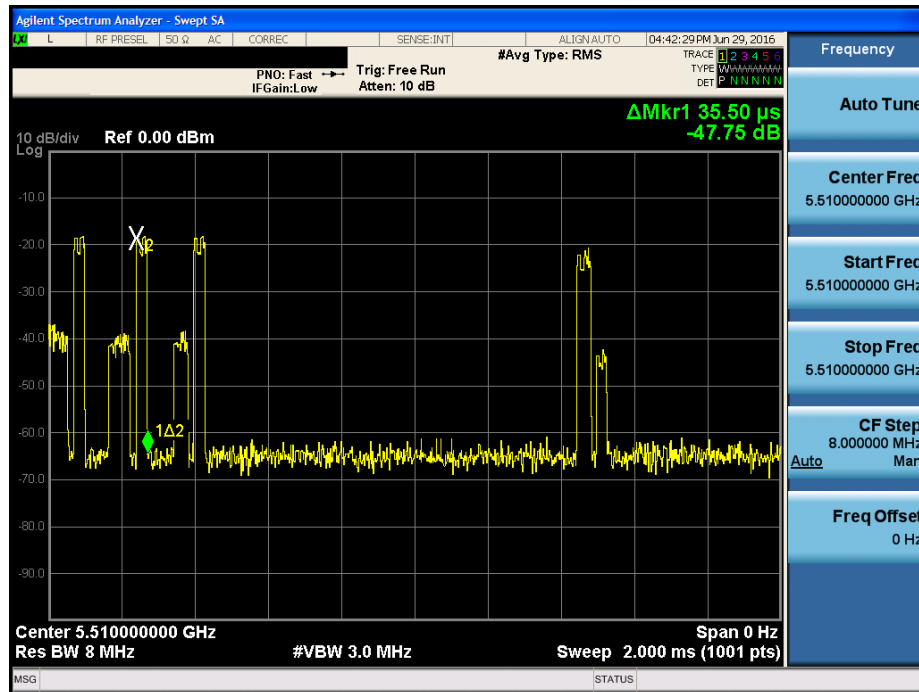 Agilent Spectrum Analyzer - Swept SA
LXI L RF PRESEL 50 Ω AC CORREC SENSE:INT ALIGN AUTO 04:42:29 PM Jun 29, 2016
Frequency
#Avg Type: RMS
TRACE 1 2 3 4 5 6
PNO: Fast Trig: Free Run
TYPE WWWWWW
IFGain:Low Atten: 10 dB
DET P N N N N N
Auto Tune
ΔMkr1 35.50 µs
-47.75 dB
10 dB/div Ref 0.00 dBm
Log
-10.0
-20.0
-30.0
-40.0
-50.0
-60.0
-70.0
-80.0
-90.0
X2
1Δ2
Center Freq
5.510000000 GHz
Start Freq
5.510000000 GHz
Stop Freq
5.510000000 GHz
CF Step
8.000000 MHz
Auto Man
Freq Offset
0 Hz
Center 5.510000000 GHz Span 0 Hz
Res BW 8 MHz #VBW 3.0 MHz Sweep 2.000 ms (1001 pts)
MSG STATUS